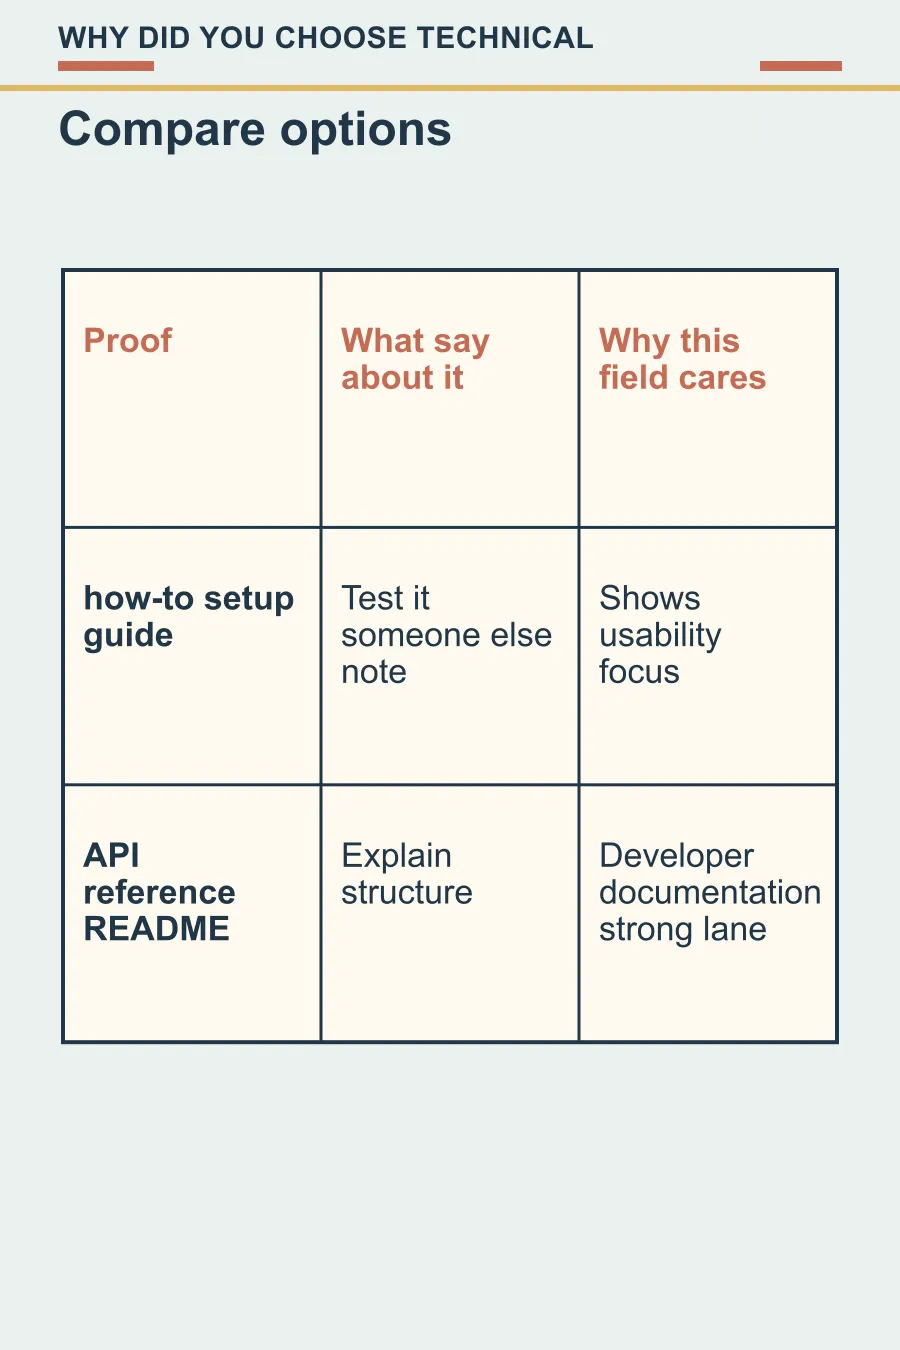 WHY DID YOU CHOOSE TECHNICAL
Compare options
Proof
What say
about it
Why this
field cares
how-to setup
guide
Test it
someone else
note
Shows
usability
focus
API
reference
README
Explain
structure
Developer
documentation
strong lane